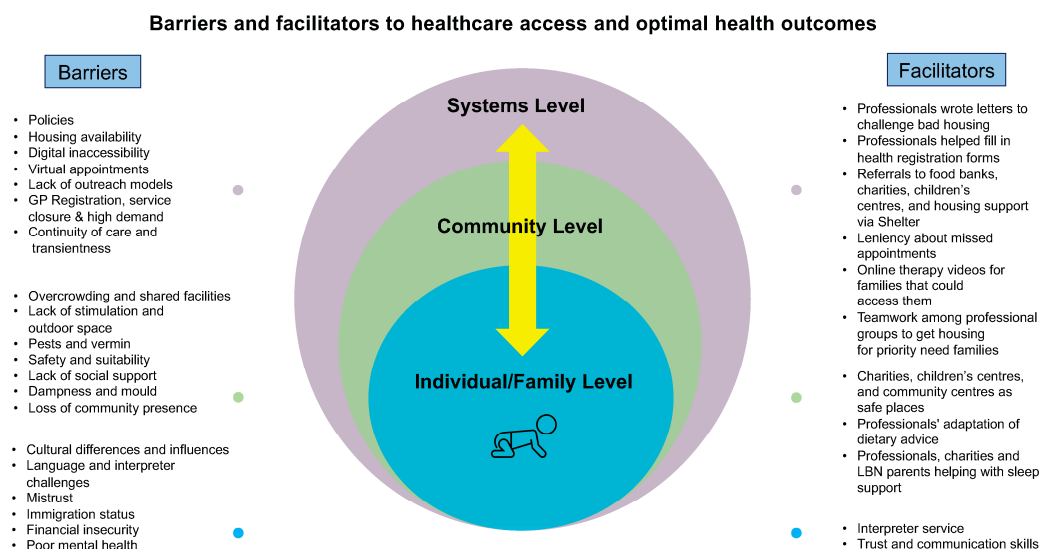 Barriers and facilitators to healthcare access and optimal health outcomes
Barriers
• Policies
• Housing availability
• Digital inaccessibility
• Virtual appointments
• Lack of outreach models
• GP Registration, service
closure & high demand
• Continuity of care and
transientness
• Overcrowding and shared facilities
• Lack of stimulation and
outdoor space
• Pests and vermin
• Safety and suitability
• Lack of social support
• Dampness and mould
• Loss of community presence
• Cultural differences and influences
• Language and interpreter
challenges
• Mistrust
• Immigration status
• Financial insecurity
• Poor mental health
Systems Level
Community Level
Individual/Family Level
Facilitators
• Professionals wrote letters to
challenge bad housing
• Professionals helped fill in
health registration forms
• Referrals to food banks,
charities, children's
centres, and housing support
via Shelter
• Leniency about missed
appointments
• Online therapy videos for
families that could
access them
• Teamwork among professional
groups to get housing
for priority need families
• Charities, children's centres,
and community centres as
safe places
• Professionals' adaptation of
dietary advice
• Professionals, charities and
LBN parents helping with sleep
support
• Interpreter service
• Trust and communication skills